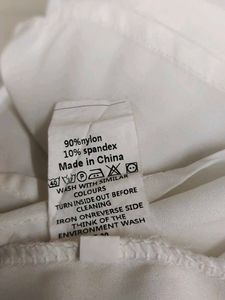 90%nylon
10% spandex
Made in China
40
WASH WITH SIMILAR
COLOURS
TURN INSIDE OUT BEFORE
CLEANING
IRON ONREVERSE SIDE
THINK OF THE
ENVIRONMENT WASH